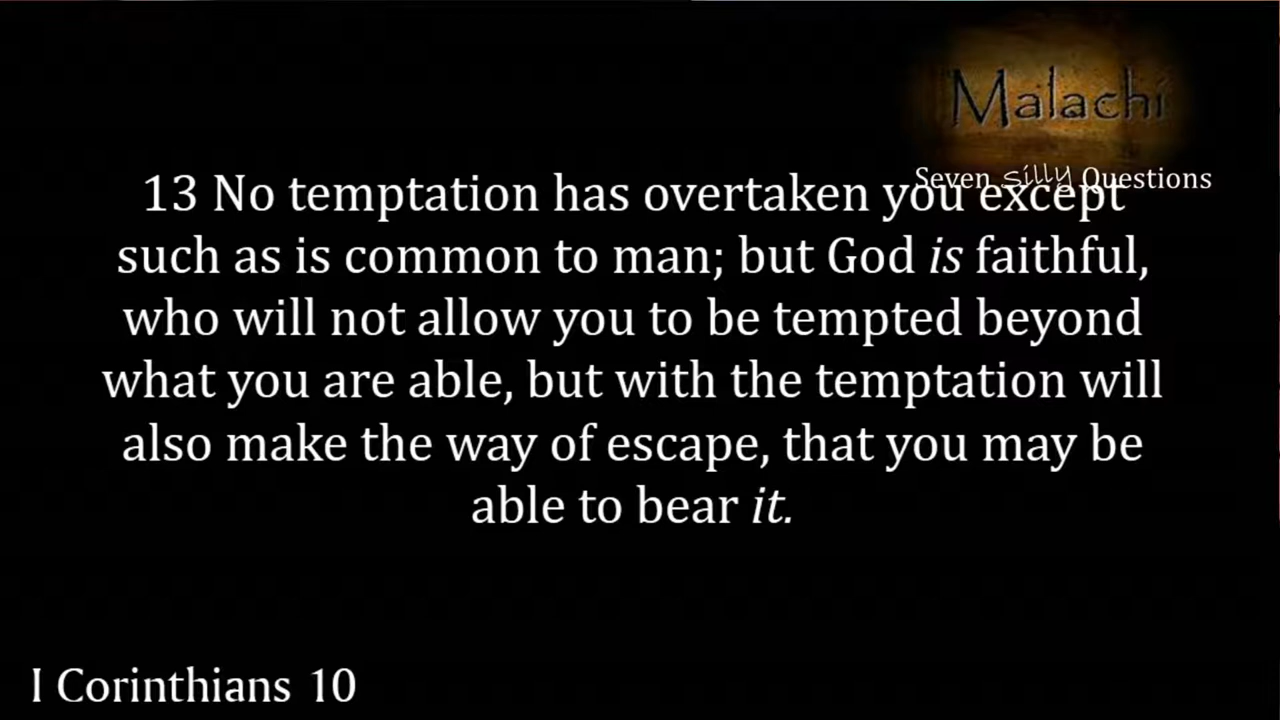 Malachi
Seven silly Questions
13 No temptation has overtaken you except
such as is common to man; but God is faithful,
who will not allow you to be tempted beyond
what you are able, but with the temptation will
also make the way of escape, that you may be
able to bear it.
I Corinthians 10